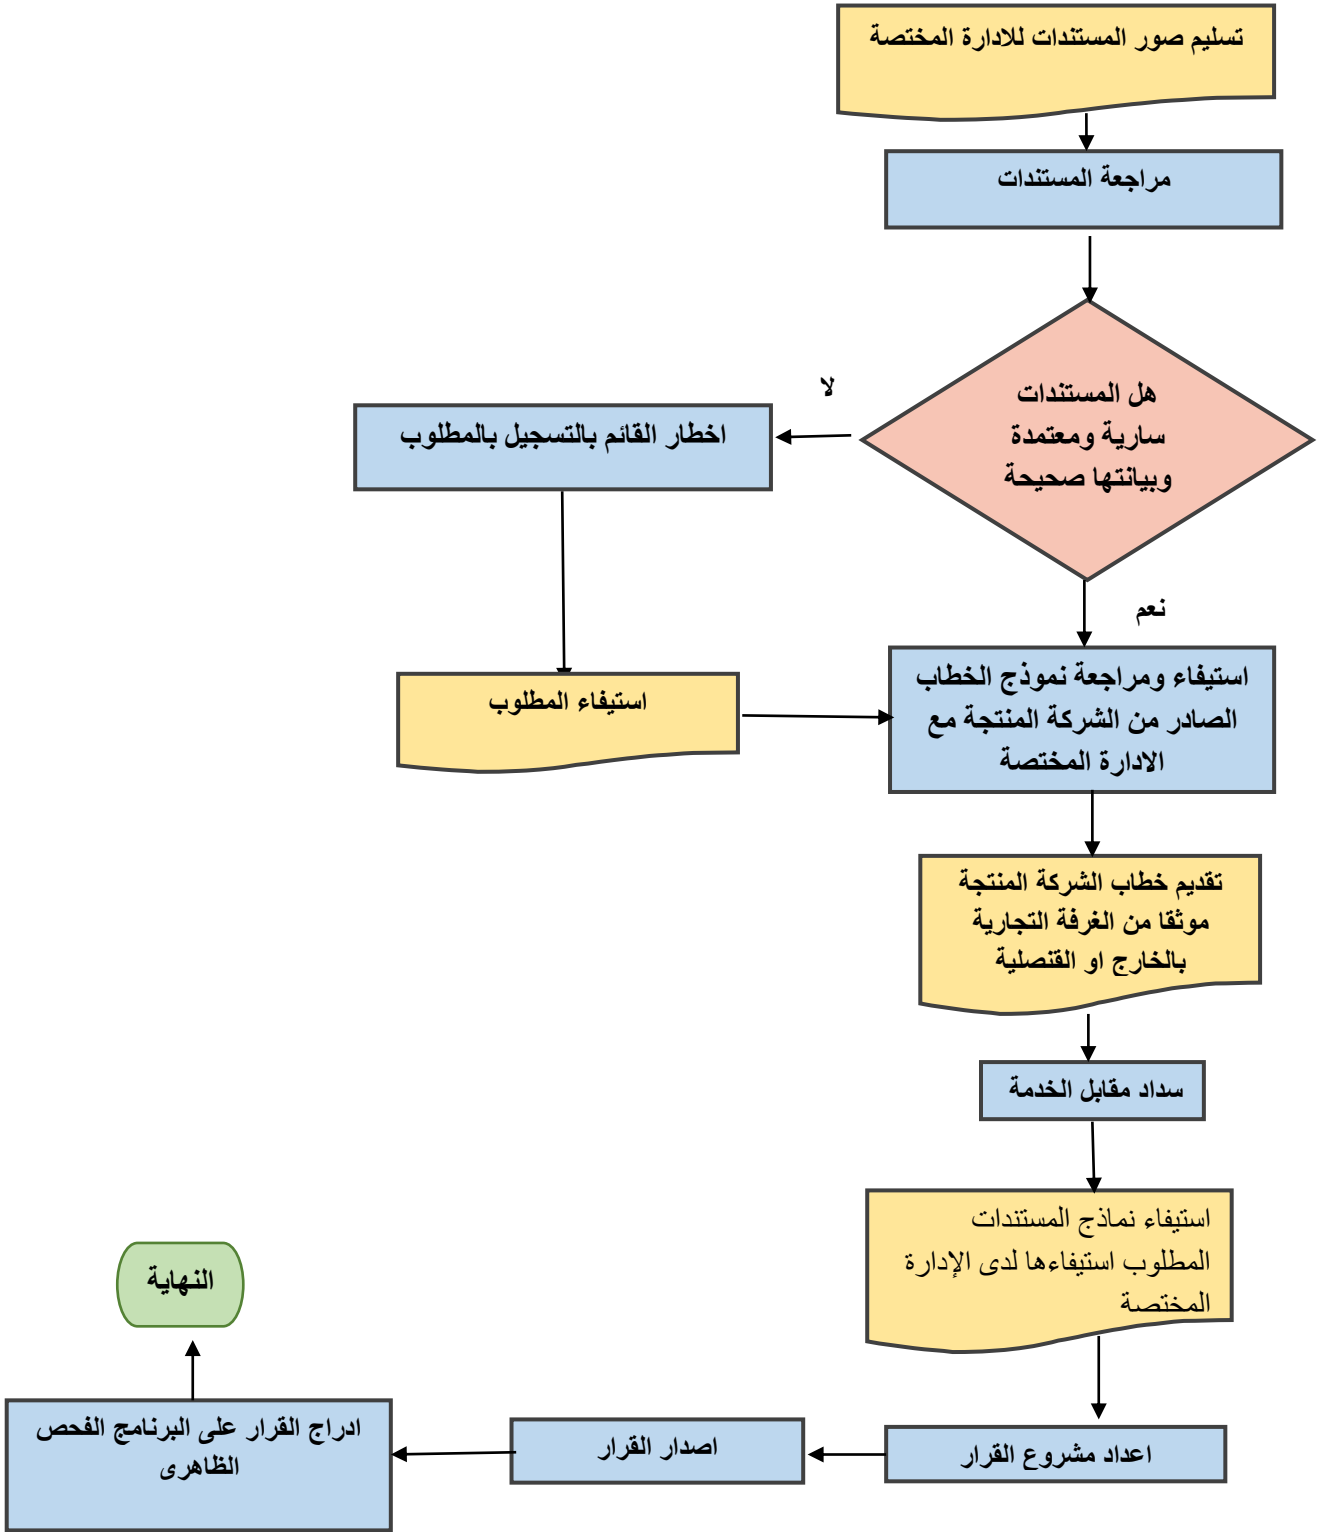 تسليم صور المستندات للادارة المختصة
مراجعة المستندات
هل المستندات
سارية ومعتمدة
وبيانتها صحيحة
لا
اخطار القائم بالتسجيل بالمطلوب
نعم
استيفاء المطلوب
استيفاء ومراجعة نموذج الخطاب
الصادر من الشركة المنتجة مع
الادارة المختصة
تقديم خطاب الشركة المنتجة
موثقا من الغرفة التجارية
بالخارج او القنصلية
سداد مقابل الخدمة
استيفاء نماذج المستندات
المطلوب استيفاءها لدى الإدارة
المختصة
اعداد مشروع القرار
اصدار القرار
ادراج القرار على البرنامج الفحص
الظاهرى
النهاية